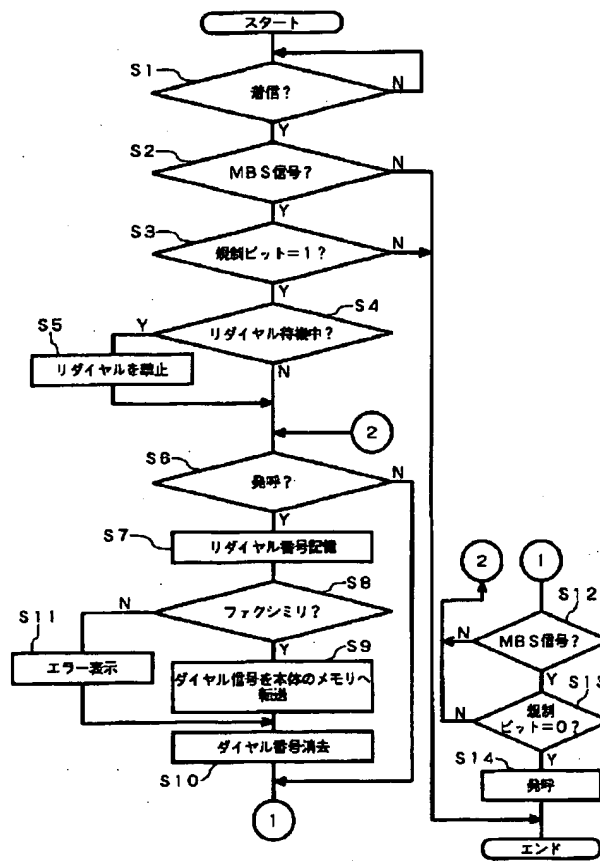 スタート
S1
着信?
N
Y
S2
MBS信号?
N
Y
S3
規制ビット=1?
N
Y
S4
リダイヤル待機中?
Y
N
S5
リダイヤルを禁止
2
S6
発呼?
N
Y
S7
リダイヤル番号記憶
S8
ファクシミリ?
N
Y
S11
エラー表示
S9
ダイヤル信号を本体のメモリへ
転送
ダイヤル番号消去
S10
1
2
1
S12
MBS信号?
N
Y
S13
規制
ビット=0?
N
Y
S14
発呼
エンド